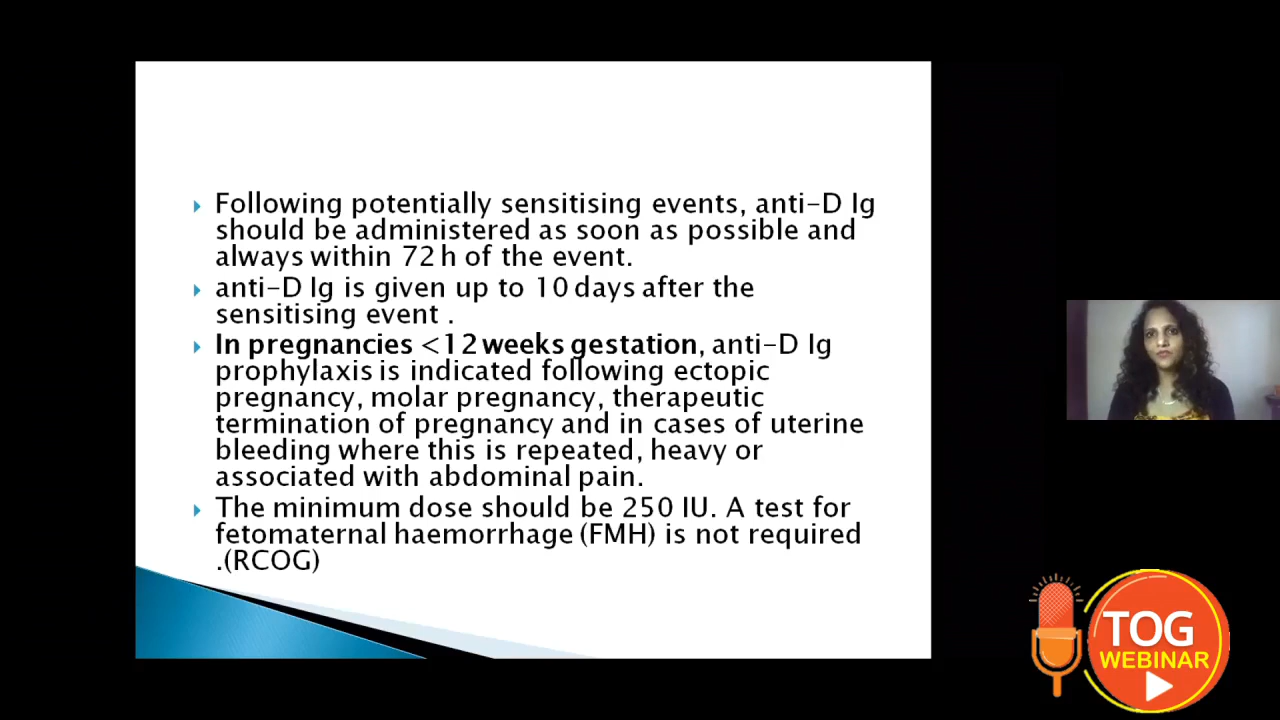 Following potentially sensitising events, anti-D Ig
should be administered as soon as possible and
always within 72 h of the event.
anti-D Ig is given up to 10 days after the
sensitising event .
In pregnancies <12 weeks gestation, anti-D Ig
prophylaxis is indicated following ectopic
pregnancy, molar pregnancy, therapeutic
termination of pregnancy and in cases of uterine
bleeding where this is repeated, heavy or
associated with abdominal pain.
The minimum dose should be 250 IU. A test for
fetomaternal haemorrhage (FMH) is not required
.(RCOG)
TOG
WEBINAR